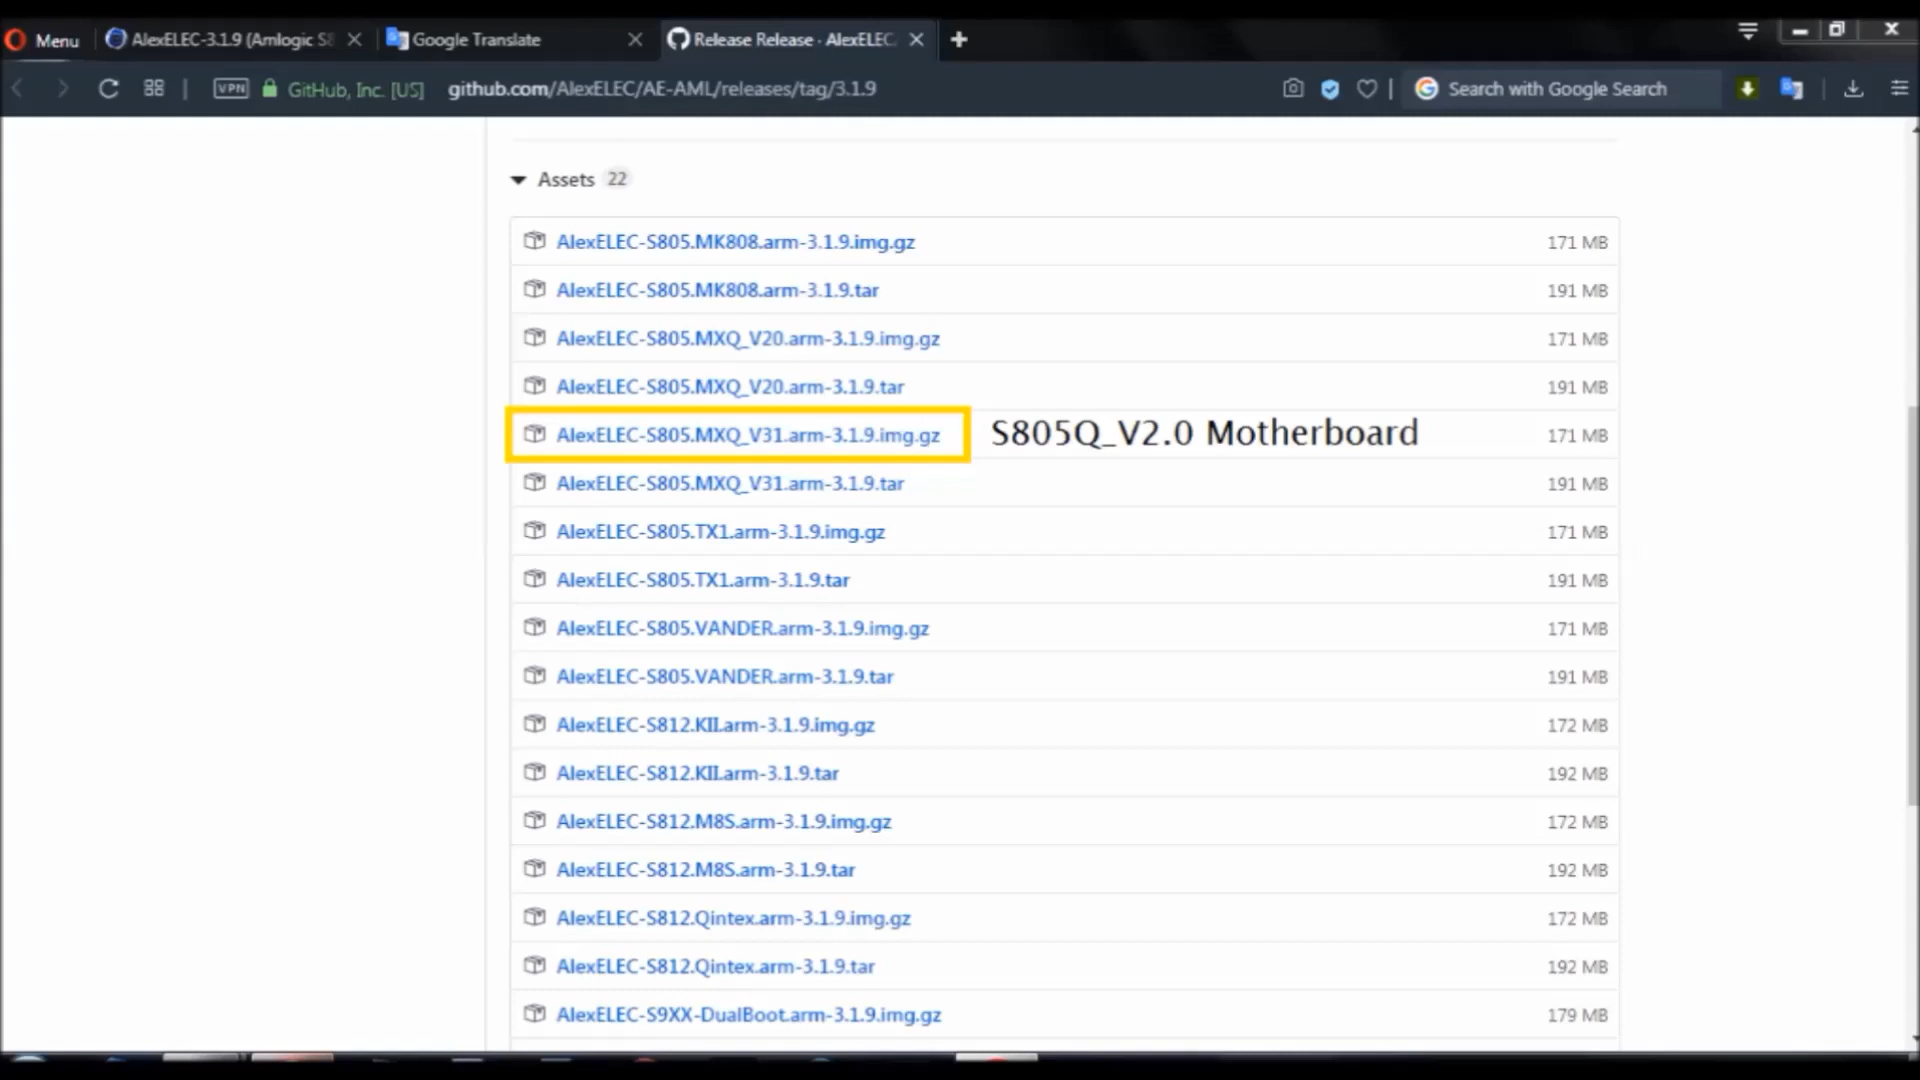 Menu
AlexELEC-3.1.9 (Amlogic S8
Google Translate
Release Release · AlexELEC
VPN
GitHub, Inc. [US]
github.com/AlexELEC/AE-AML/releases/tag/3.1.9
Search with Google Search
Assets 22
AlexELEC-S805.MK808.arm-3.1.9.img.gz 171 MB
AlexELEC-S805.MK808.arm-3.1.9.tar 191 MB
AlexELEC-S805.MXQ_V20.arm-3.1.9.img.gz 171 MB
AlexELEC-S805.MXQ_V20.arm-3.1.9.tar 191 MB
AlexELEC-S805.MXQ_V31.arm-3.1.9.img.gz S805Q_V2.0 Motherboard 171 MB
AlexELEC-S805.MXQ_V31.arm-3.1.9.tar 191 MB
AlexELEC-S805.TX1.arm-3.1.9.img.gz 171 MB
AlexELEC-S805.TX1.arm-3.1.9.tar 191 MB
AlexELEC-S805.VANDER.arm-3.1.9.img.gz 171 MB
AlexELEC-S805.VANDER.arm-3.1.9.tar 191 MB
AlexELEC-S812.KII.arm-3.1.9.img.gz 172 MB
AlexELEC-S812.KII.arm-3.1.9.tar 192 MB
AlexELEC-S812.M8S.arm-3.1.9.img.gz 172 MB
AlexELEC-S812.M8S.arm-3.1.9.tar 192 MB
AlexELEC-S812.Qintex.arm-3.1.9.img.gz 172 MB
AlexELEC-S812.Qintex.arm-3.1.9.tar 192 MB
AlexELEC-S9XX-DualBoot.arm-3.1.9.img.gz 179 MB